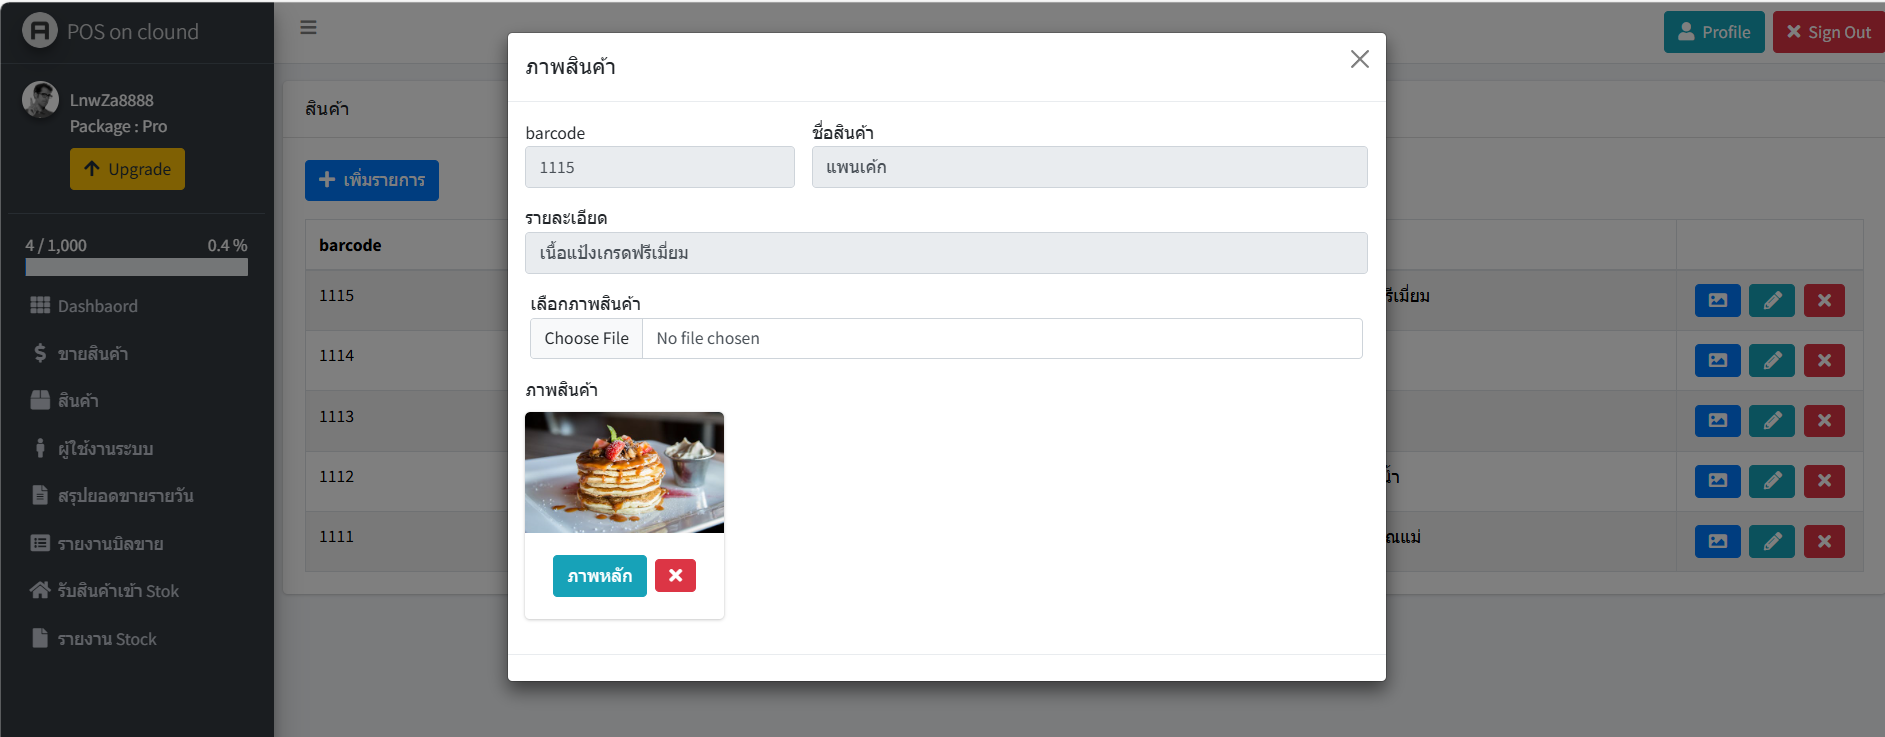 POS on clound
Profile
Sign Out
LnwZa8888
Package : Pro
Upgrade
4 / 1,000
0.4 %
Dashbaord
ขายสินค้า
สินค้า
ผู้ใช้งานระบบ
สรุปยอดขายรายวัน
รายงานบิลขาย
รับสินค้าเข้า Stok
รายงาน Stock
สินค้า
เพิ่มรายการ
barcode
1115
1114
1113
1112
1111
ภาพสินค้า
barcode
ชื่อสินค้า
1115
แพนเค้ก
รายละเอียด
เนื้อแป้งเกรดฟรีเมี่ยม
เลือกภาพสินค้า
Choose File
No file chosen
ภาพสินค้า
ภาพหลัก
รีเมี่ยม
น้ำ
ณแม่